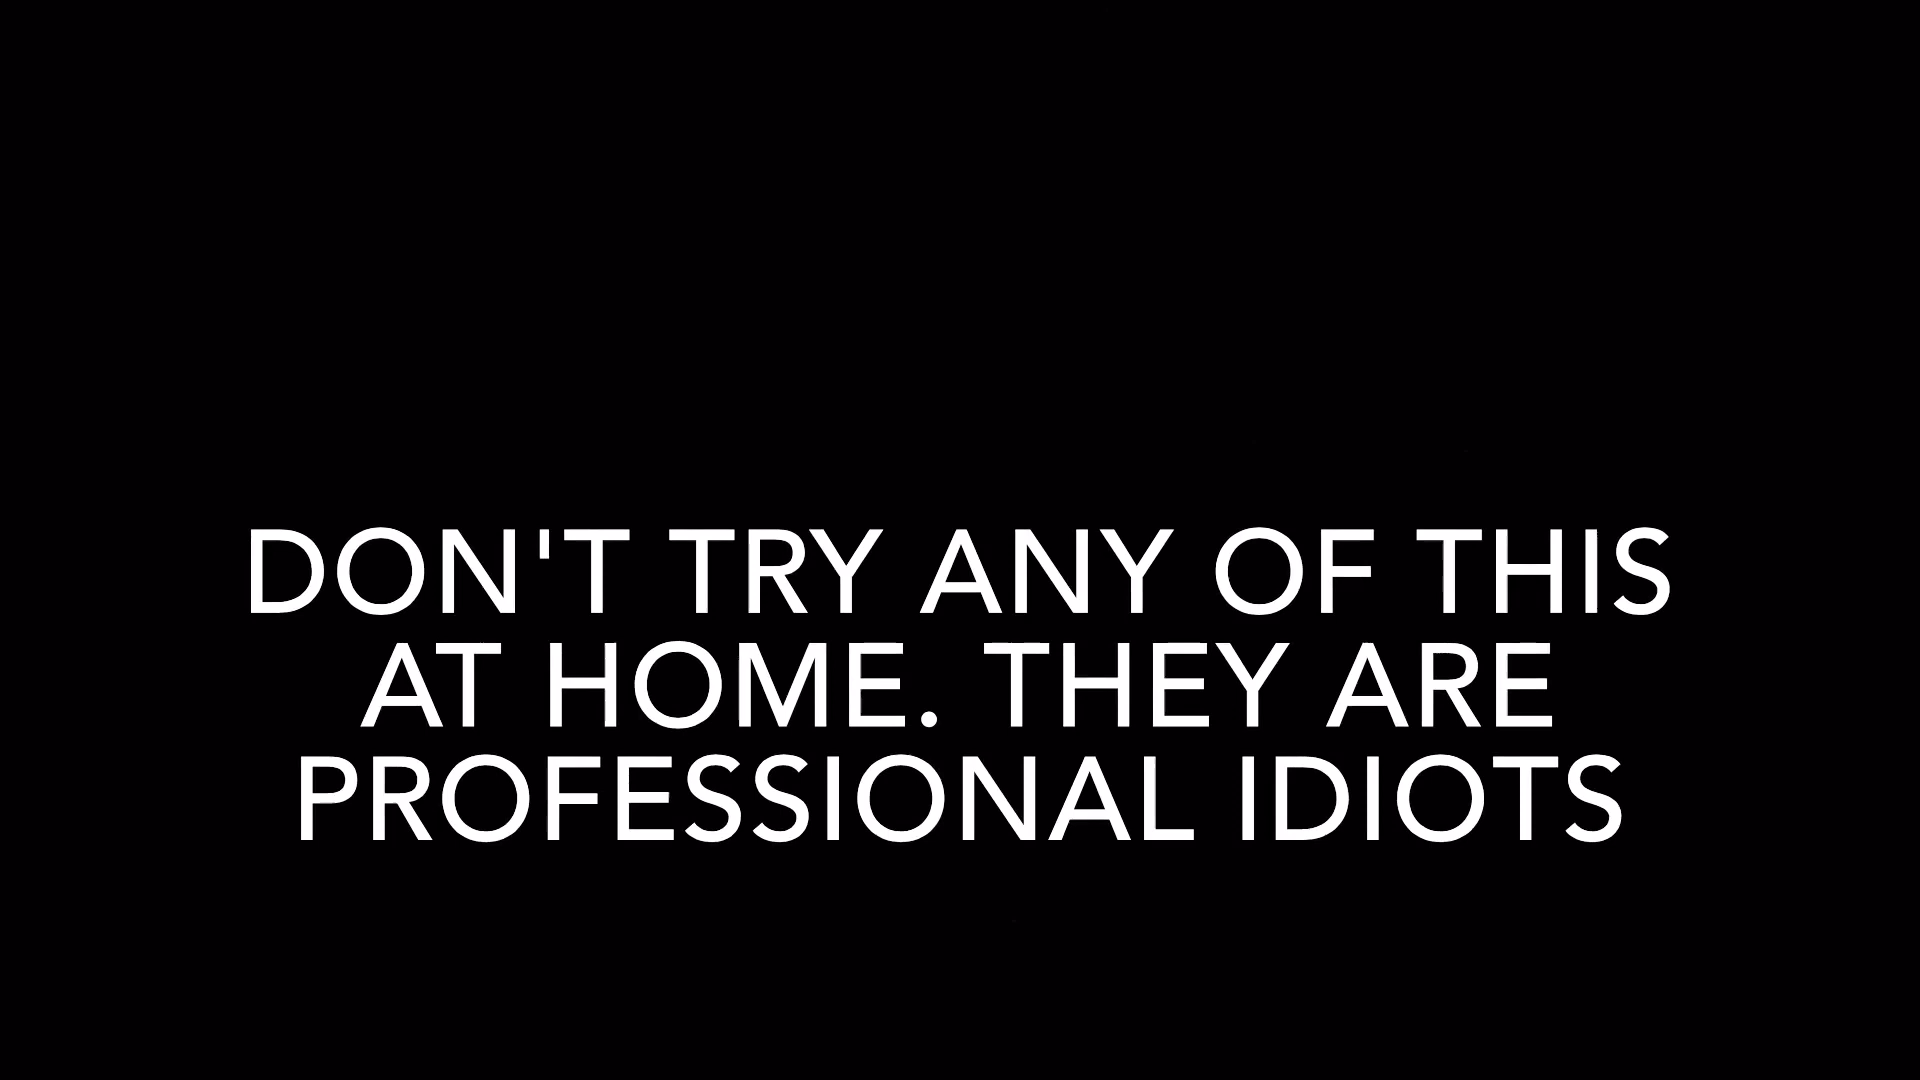 DON'T TRY ANY OF THIS
AT HOME. THEY ARE
PROFESSIONAL IDIOTS